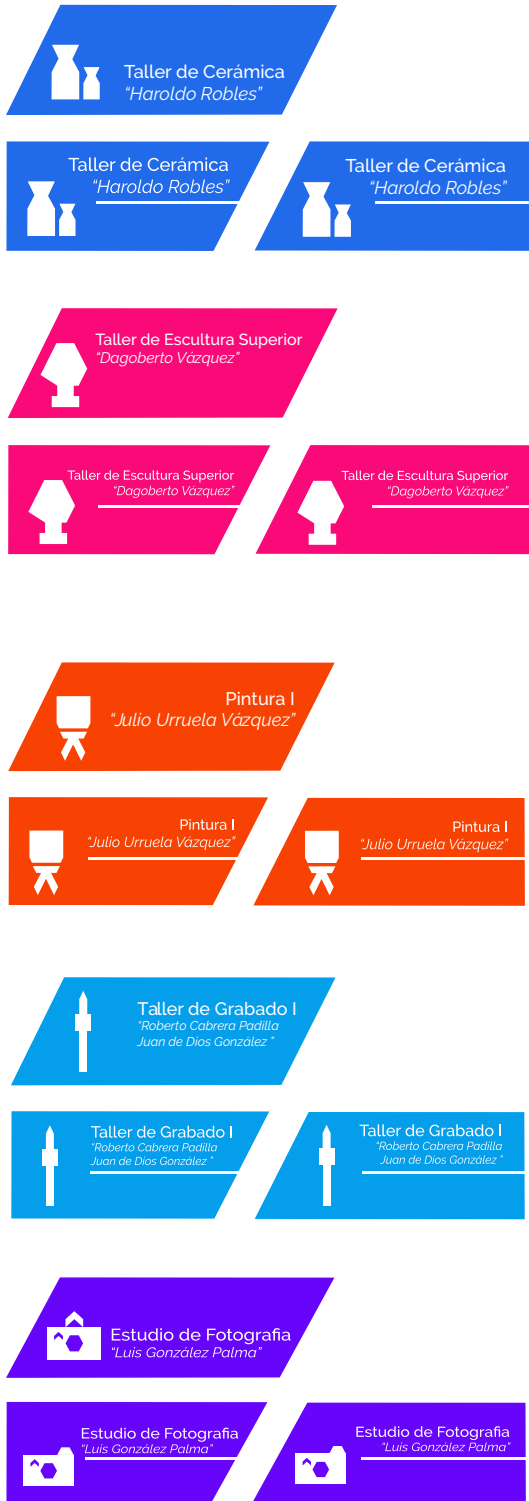 Taller de Cerámica
“Haroldo Robles”
Taller de Cerámica
“Haroldo Robles”
Taller de Cerámica
“Haroldo Robles”
Taller de Escultura Superior
“Dagoberto Vázquez”
Taller de Escultura Superior
“Dagoberto Vázquez”
Taller de Escultura Superior
“Dagoberto Vázquez”
Pintura I
“Julio Urruela Vázquez”
Pintura I
“Julio Urruela Vázquez”
Pintura I
“Julio Urruela Vázquez”
Taller de Grabado I
“Roberto Cabrera Padilla
Juan de Dios González ”
Taller de Grabado I
“Roberto Cabrera Padilla
Juan de Dios González ”
Taller de Grabado I
“Roberto Cabrera Padilla
Juan de Dios González ”
Estudio de Fotografia
“Luis González Palma”
Estudio de Fotografia
“Luis González Palma”
Estudio de Fotografia
“Luis González Palma”